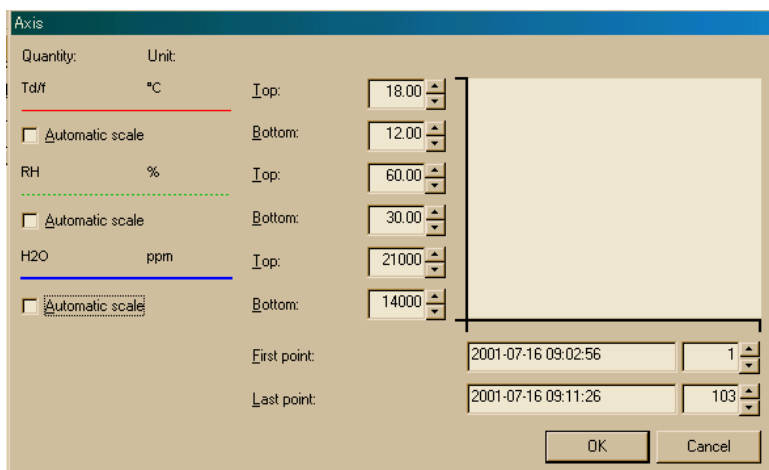 Axis
Quantity: Unit:
Td/f °C Top: 18.00
Automatic scale Bottom: 12.00
RH % Top: 60.00
Automatic scale Bottom: 30.00
H2O ppm Top: 21000
Automatic scale Bottom: 14000
First point: 2001-07-16 09:02:56 1
Last point: 2001-07-16 09:11:26 103
OK Cancel